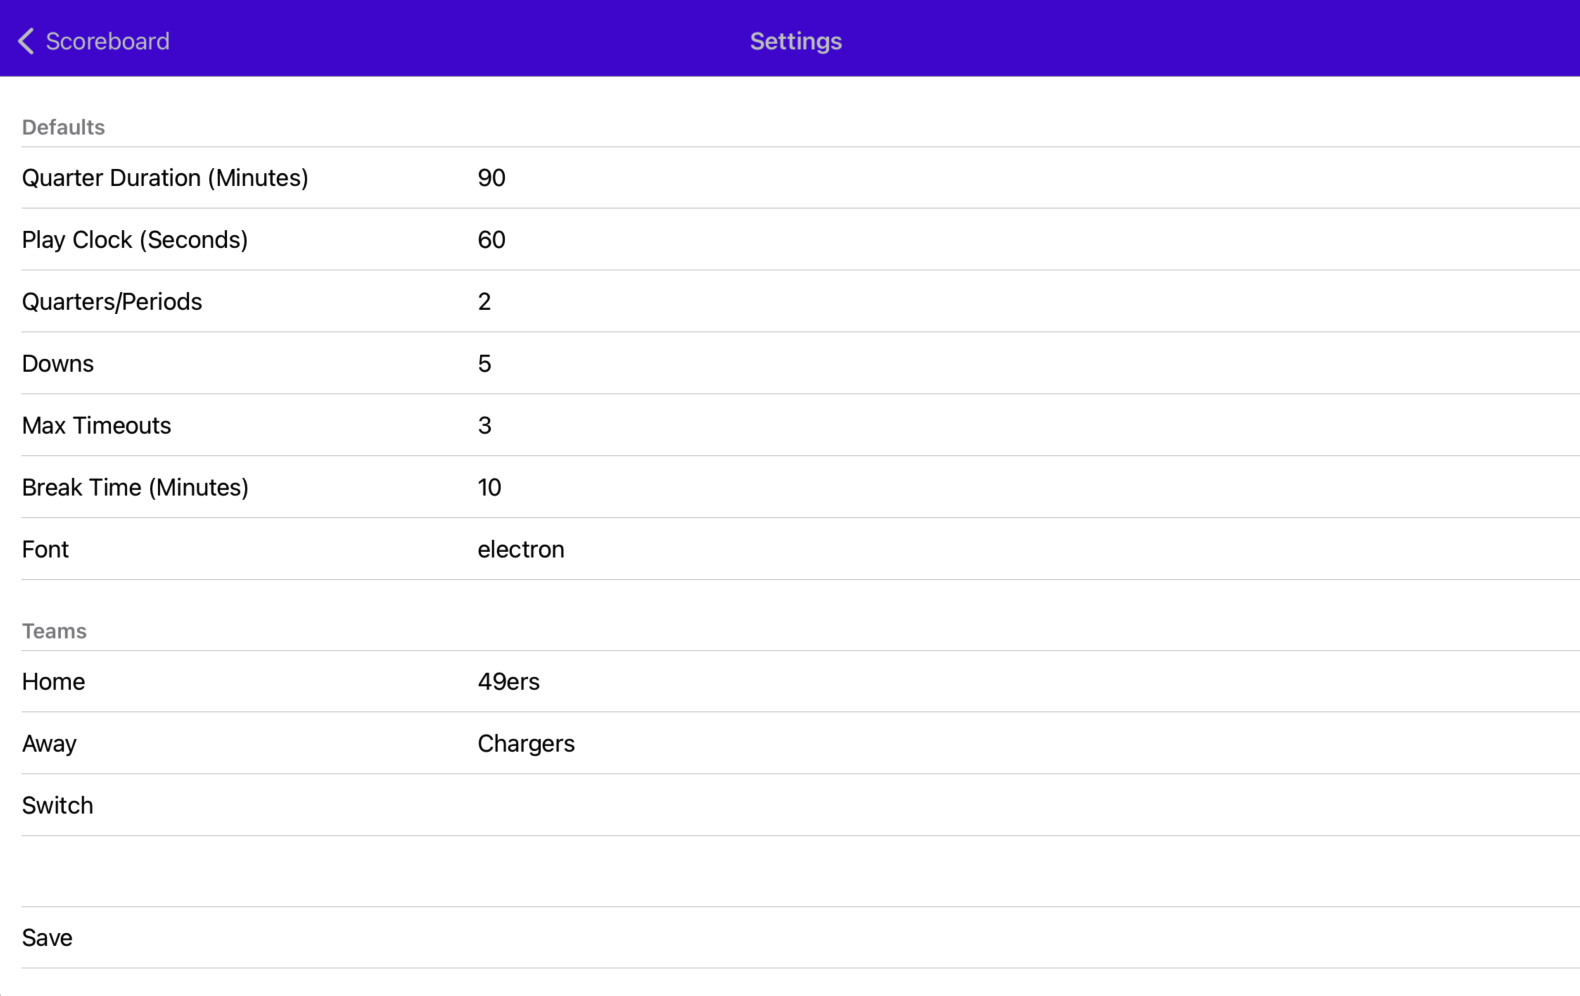 Scoreboard
Settings
Defaults
Quarter Duration (Minutes) 90
Play Clock (Seconds) 60
Quarters/Periods 2
Downs 5
Max Timeouts 3
Break Time (Minutes) 10
Font electron
Teams
Home 49ers
Away Chargers
Switch
Save